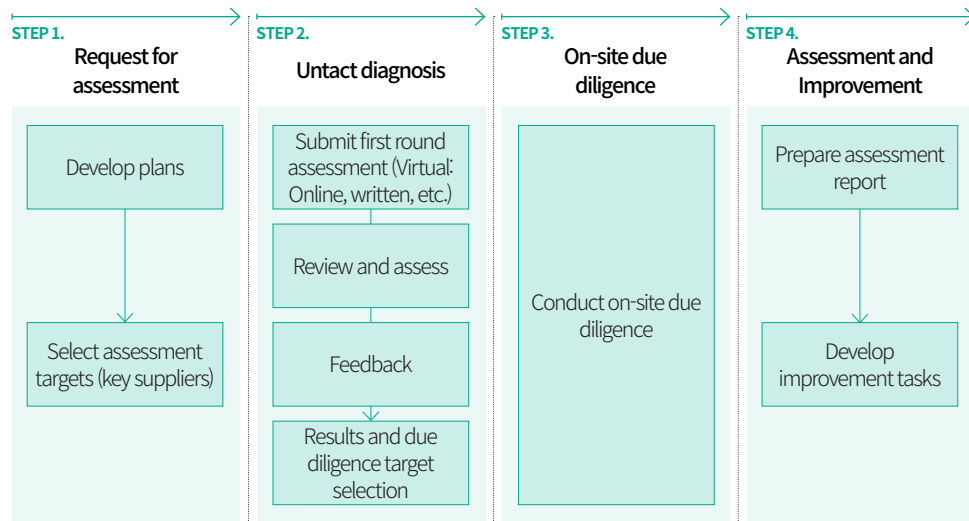 STEP 1.
Request for
assessment
Develop plans
Select assessment
targets (key suppliers)
STEP 2.
Untact diagnosis
Submit first round
assessment (Virtual:
Online, written, etc.)
Review and assess
Feedback
Results and due
diligence target
selection
STEP 3.
On-site due
diligence
Conduct on-site due
diligence
STEP 4.
Assessment and
Improvement
Prepare assessment
report
Develop
improvement tasks